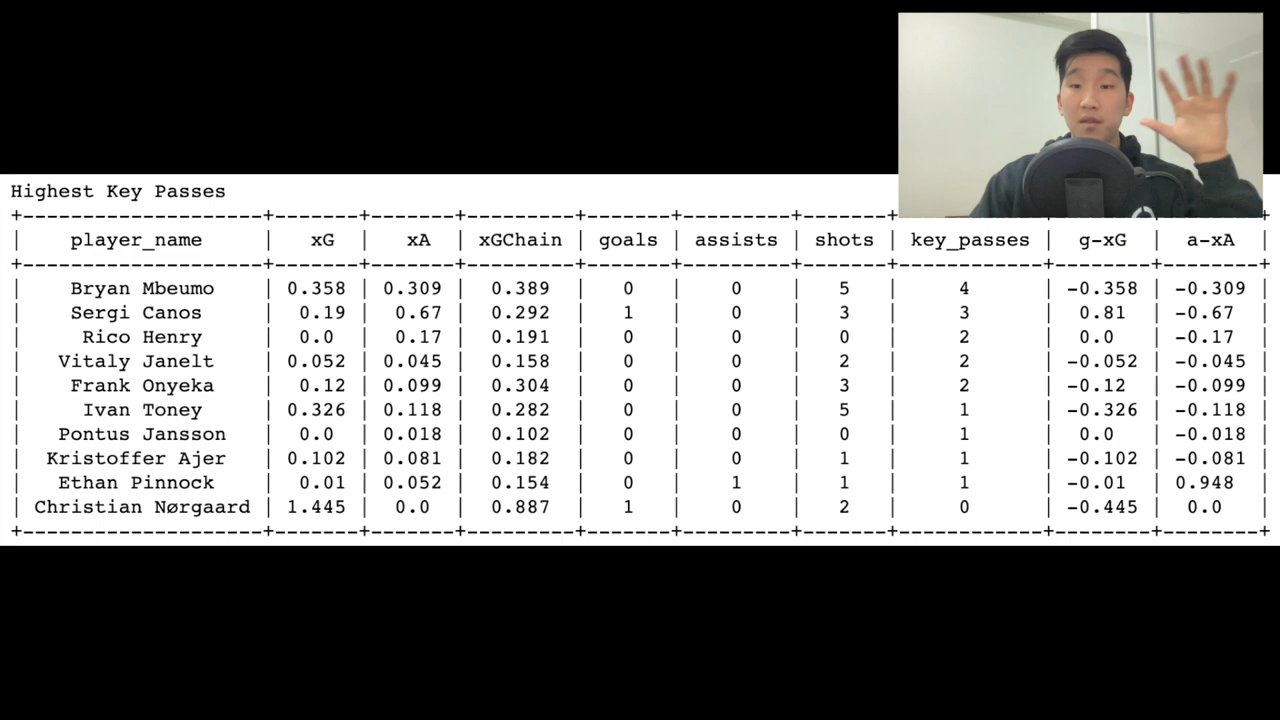 Highest Key Passes
+--------------------+-------+-------+---------+-------+---------+-------+------------+--------+--------+
| player_name | xG | xA | xGChain | goals | assists | shots | key_passes | g-xG | a-xA |
+--------------------+-------+-------+---------+-------+---------+-------+------------+--------+--------+
| Bryan Mbeumo | 0.358 | 0.309 | 0.389 | 0 | 0 | 5 | 4 | -0.358 | -0.309 |
| Sergi Canos | 0.19 | 0.67 | 0.292 | 1 | 0 | 3 | 3 | 0.81 | -0.67 |
| Rico Henry | 0.0 | 0.17 | 0.191 | 0 | 0 | 0 | 2 | 0.0 | -0.17 |
| Vitaly Janelt | 0.052 | 0.045 | 0.158 | 0 | 0 | 2 | 2 | -0.052 | -0.045 |
| Frank Onyeka | 0.12 | 0.099 | 0.304 | 0 | 0 | 3 | 2 | -0.12 | -0.099 |
| Ivan Toney | 0.326 | 0.118 | 0.282 | 0 | 0 | 5 | 1 | -0.326 | -0.118 |
| Pontus Jansson | 0.0 | 0.018 | 0.102 | 0 | 0 | 0 | 1 | 0.0 | -0.018 |
| Kristoffer Ajer | 0.102 | 0.081 | 0.182 | 0 | 0 | 1 | 1 | -0.102 | -0.081 |
| Ethan Pinnock | 0.01 | 0.052 | 0.154 | 0 | 1 | 1 | 1 | -0.01 | 0.948 |
| Christian Nørgaard | 1.445 | 0.0 | 0.887 | 1 | 0 | 2 | 0 | -0.445 | 0.0 |
+--------------------+-------+-------+---------+-------+---------+-------+------------+--------+--------+